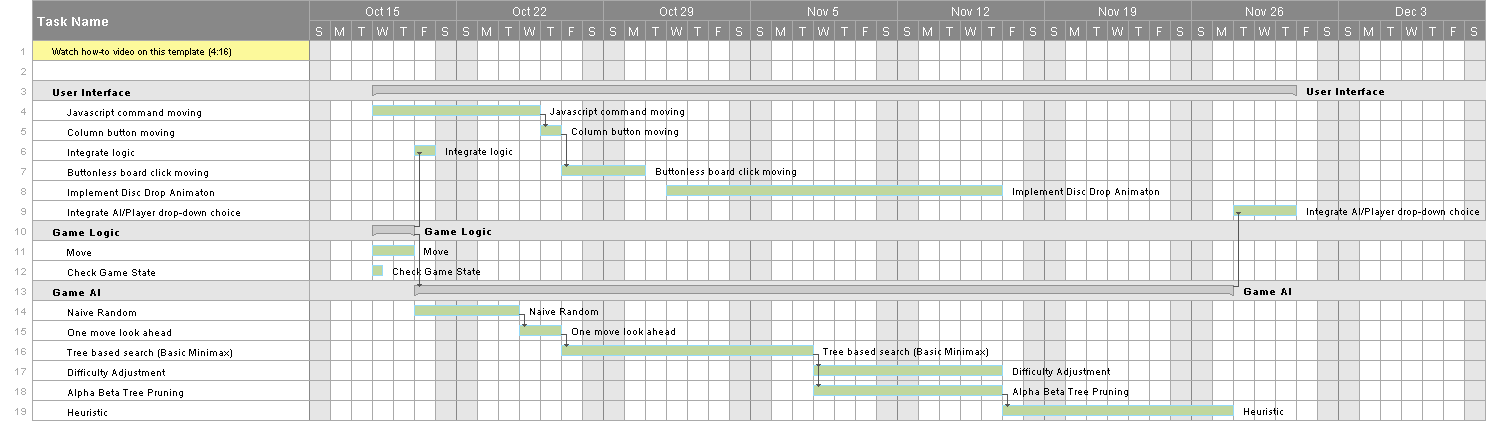 Task Name
Oct 15 Oct 22 Oct 29 Nov 5 Nov 12 Nov 19 Nov 26 Dec 3
S M T W T F S S M T W T F S S M T W T F S S M T W T F S S M T W T F S S M T W T F S S M T W T F S S M T W T F S
1 Watch how-to video on this template (4:16)
2
3 User Interface User Interface
4 Javascript command moving Javascript command moving
5 Column button moving Column button moving
6 Integrate logic Integrate logic
7 Buttonless board click moving Buttonless board click moving
8 Implement Disc Drop Animaton Implement Disc Drop Animaton
9 Integrate AI/Player drop-down choice Integrate AI/Player drop-down choice
10 Game Logic Game Logic
11 Move Move
12 Check Game State Check Game State
13 Game AI Game AI
14 Naive Random Naive Random
15 One move look ahead One move look ahead
16 Tree based search (Basic Minimax) Tree based search (Basic Minimax)
17 Difficulty Adjustment Difficulty Adjustment
18 Alpha Beta Tree Pruning Alpha Beta Tree Pruning
19 Heuristic Heuristic